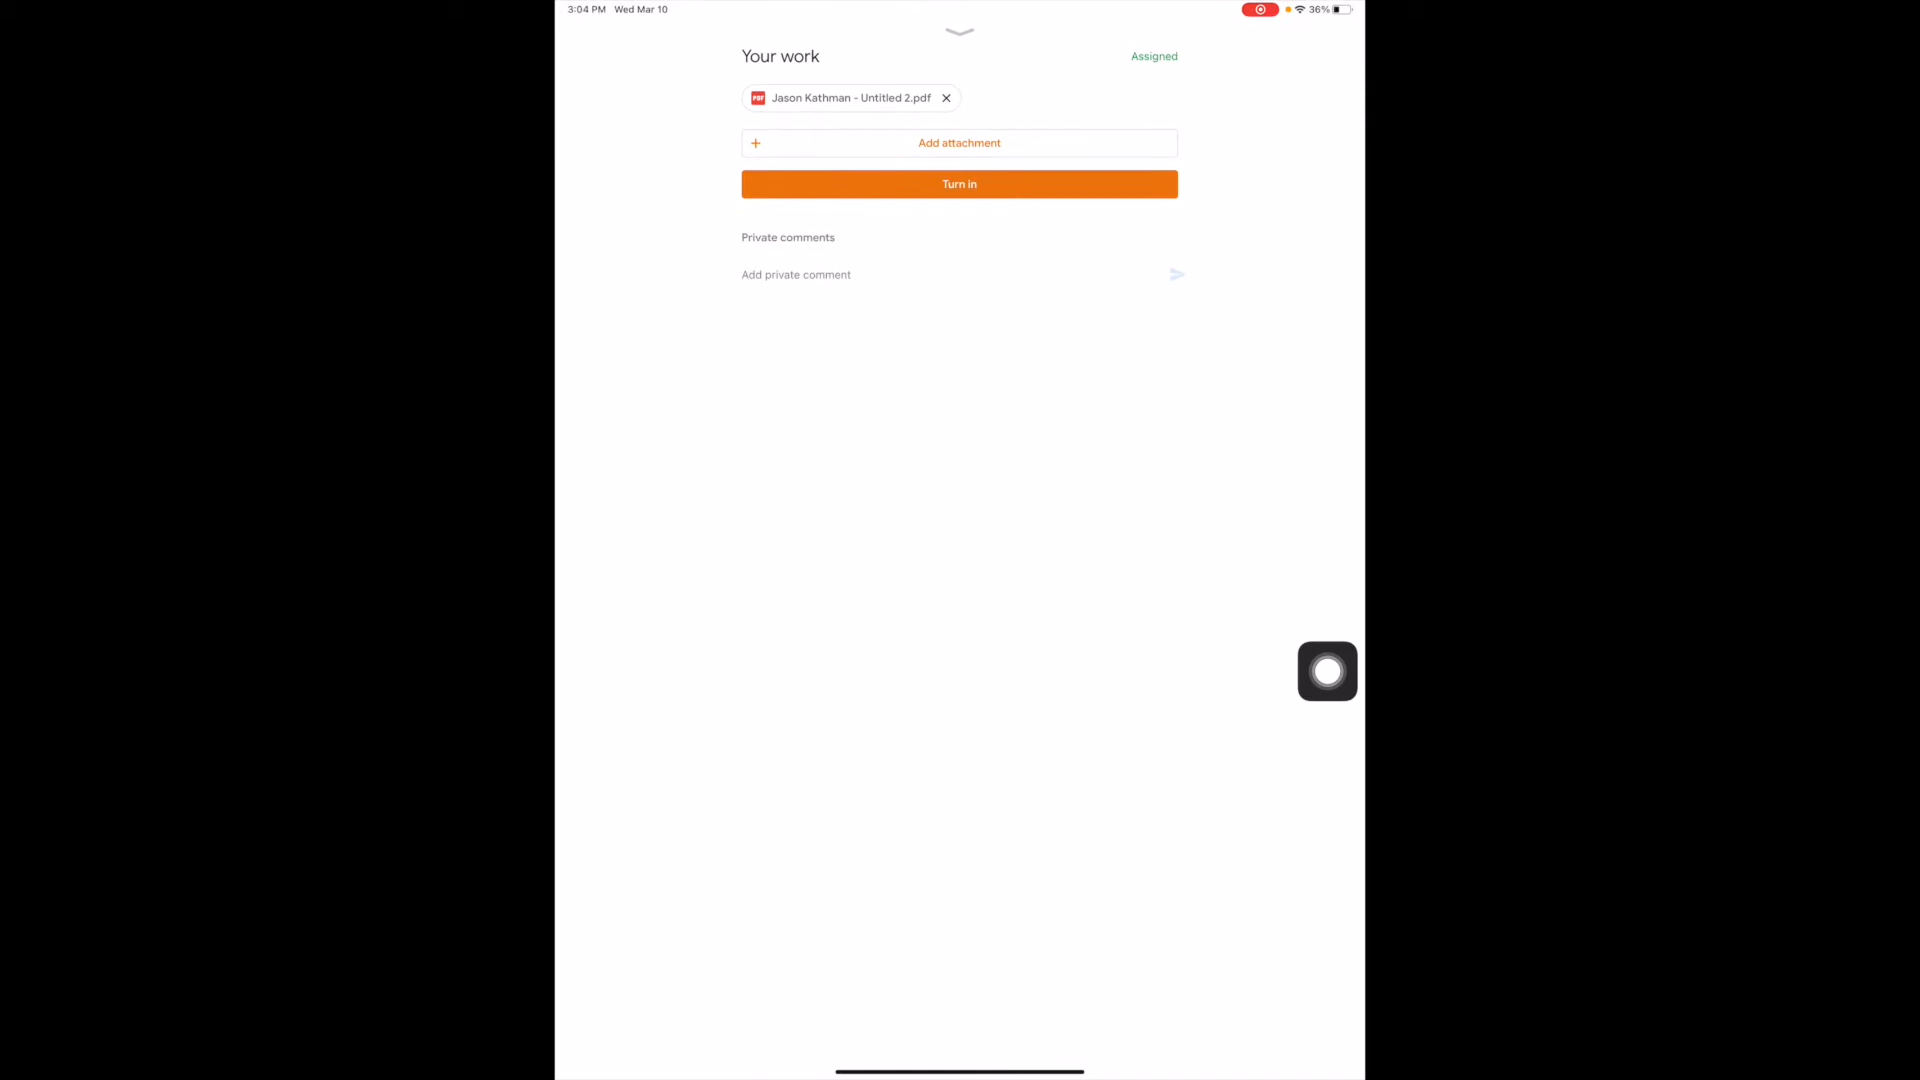 3:04 PM Wed Mar 10
36%
Your work
Assigned
PDF Jason Kathman - Untitled 2.pdf
+ Add attachment
Turn in
Private comments
Add private comment